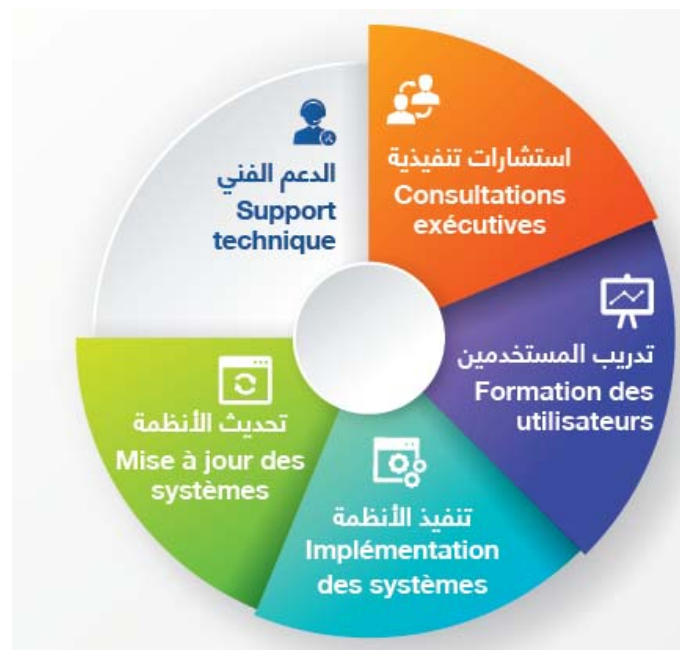 استشارات تنفيذية
Consultations
exécutives
تدريب المستخدمين
Formation des
utilisateurs
تنفيذ الأنظمة
Implémentation
des systèmes
تحديث الأنظمة
Mise à jour des
systèmes
الدعم الفني
Support
technique